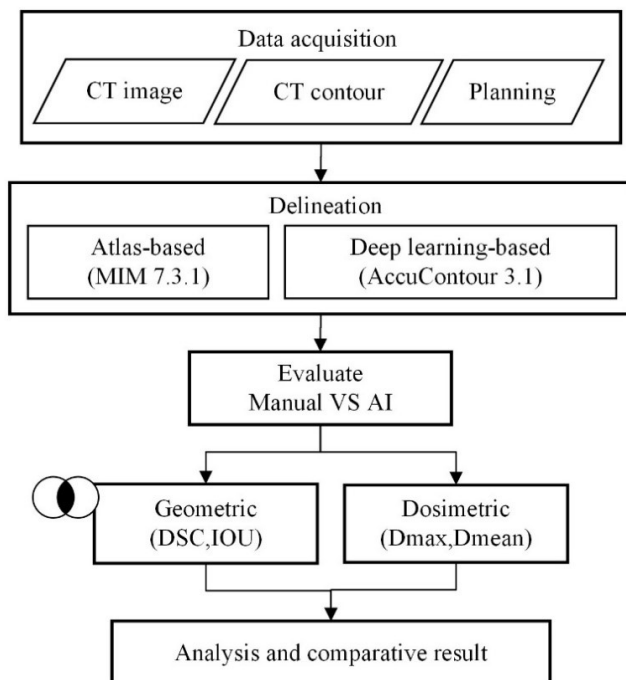 Data acquisition
CT image
CT contour
Planning
Delineation
Atlas-based
(MIM 7.3.1)
Deep learning-based
(AccuContour 3.1)
Evaluate
Manual VS AI
Geometric
(DSC,IOU)
Dosimetric
(Dmax,Dmean)
Analysis and comparative result